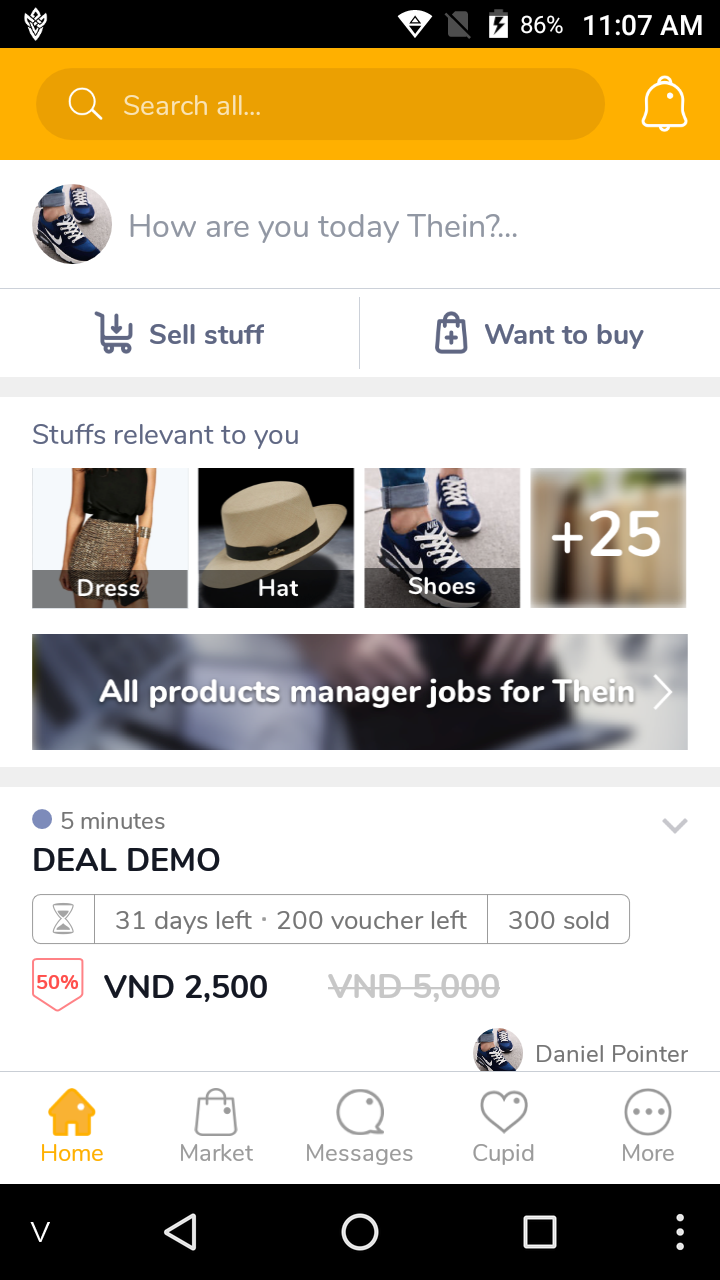 86% 11:07 AM
Search all...
How are you today Thein?...
Sell stuff
Want to buy
Stuffs relevant to you
Dress
Hat
Shoes
+25
All products manager jobs for Thein
5 minutes
DEAL DEMO
31 days left · 200 voucher left
300 sold
50%
VND 2,500
VND 5,000
Daniel Pointer
Home
Market
Messages
Cupid
More